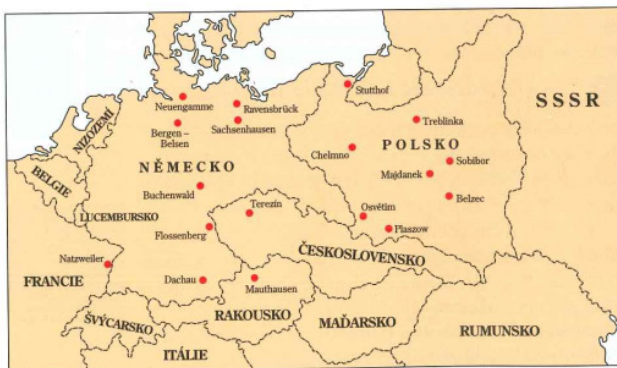 Stutthof
Neuengamme
Ravensbrück
SSSR
NIZOZEMÍ
Bergen –
Belsen
Sachsenhausen
Treblinka
Chelmno
POLSKO
Sobibor
NĚMECKO
Majdanek
BELGIE
Buchenwald
Belzec
LUCEMBURSKO
Terezín
Osvětim
Flossenberg
Plaszow
ČESKOSLOVENSKO
Natzweiler
FRANCIE
Dachau
Mauthausen
ŠVÝCARSKO
RAKOUSKO
MAĎARSKO
RUMUNSKO
ITÁLIE